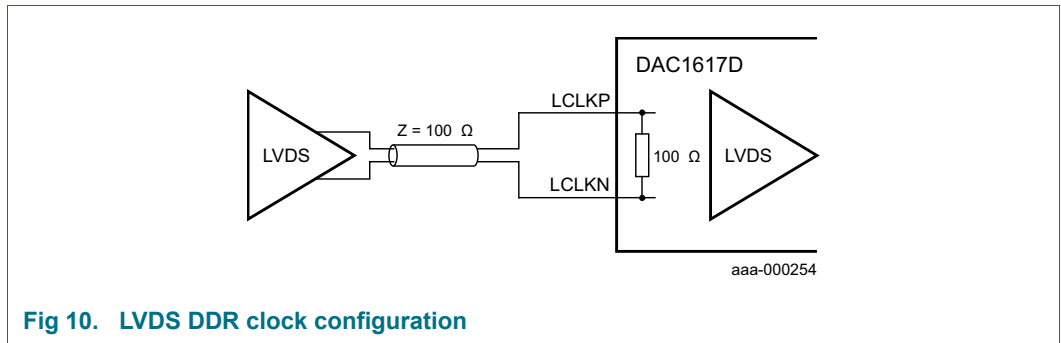 DAC1617D
LCLKP
Z = 100 Ω
LVDS
100 Ω
LVDS
LCLKN
aaa-000254
Fig 10. LVDS DDR clock configuration